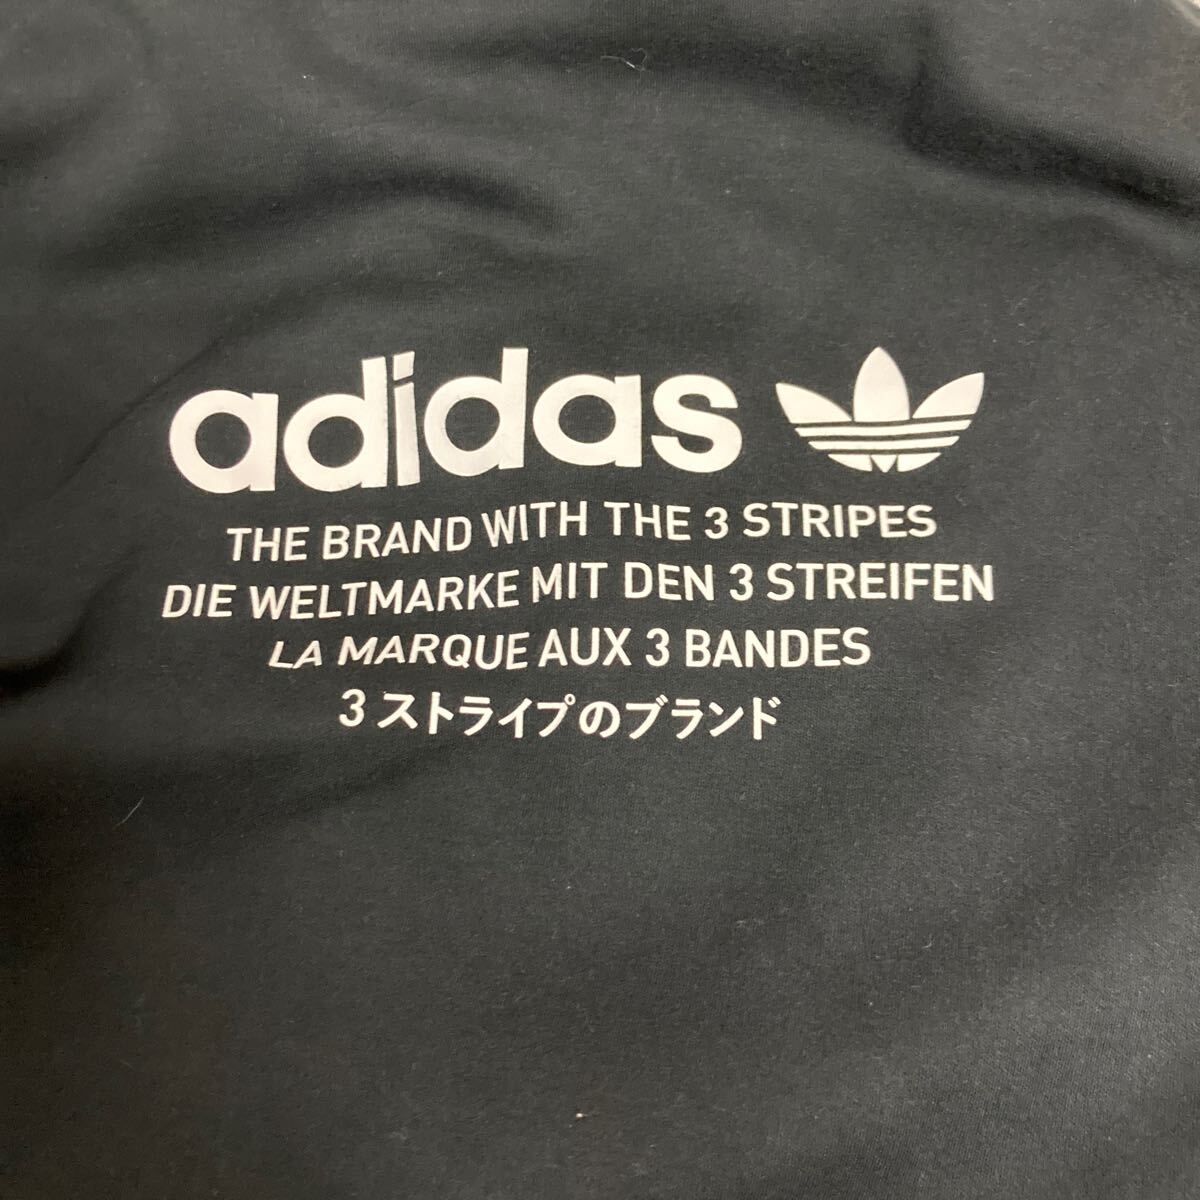 adidas
THE BRAND WITH THE 3 STRIPES
DIE WELTMARKE MIT DEN 3 STREIFEN
LA MARQUE AUX 3 BANDES
3ストライプのブランド